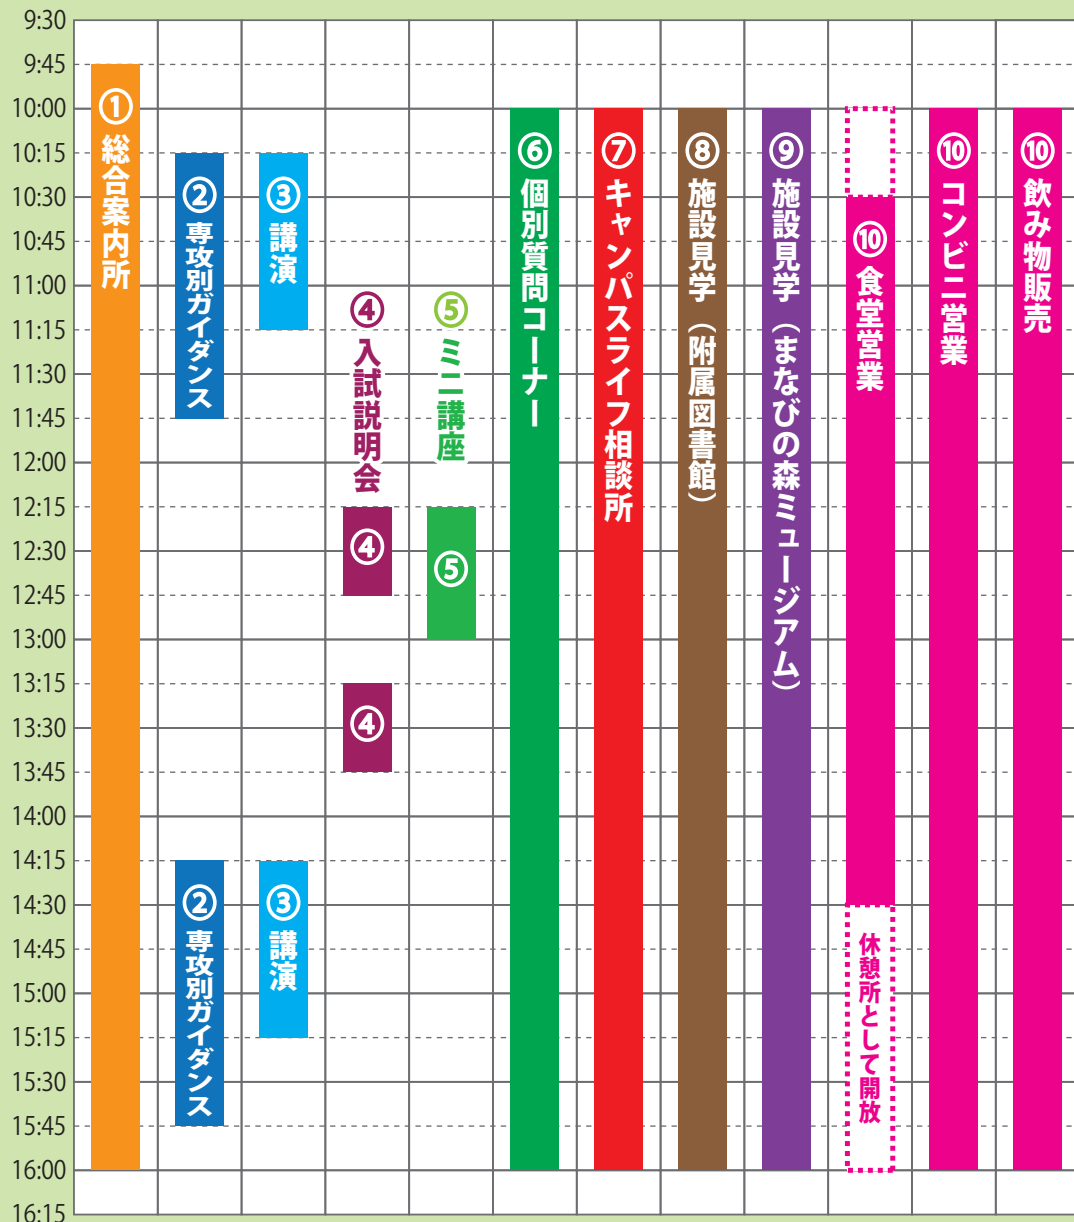 9:30
9:45
10:00
10:15
10:30
10:45
11:00
11:15
11:30
11:45
12:00
12:15
12:30
12:45
13:00
13:15
13:30
13:45
14:00
14:15
14:30
14:45
15:00
15:15
15:30
15:45
16:00
16:15
① 総合案内所
② 専攻別ガイダンス
② 専攻別ガイダンス
③ 講演
③ 講演
④ 入試説明会
④
④
⑤ ミニ講座
⑤
⑥ 個別質問コーナー
⑦ キャンパスライフ相談所
⑧ 施設見学（附属図書館）
⑨ 施設見学（まなびの森ミュージアム）
⑩ 食堂営業
休憩所として開放
⑩ コンビニ営業
⑩ 飲み物販売